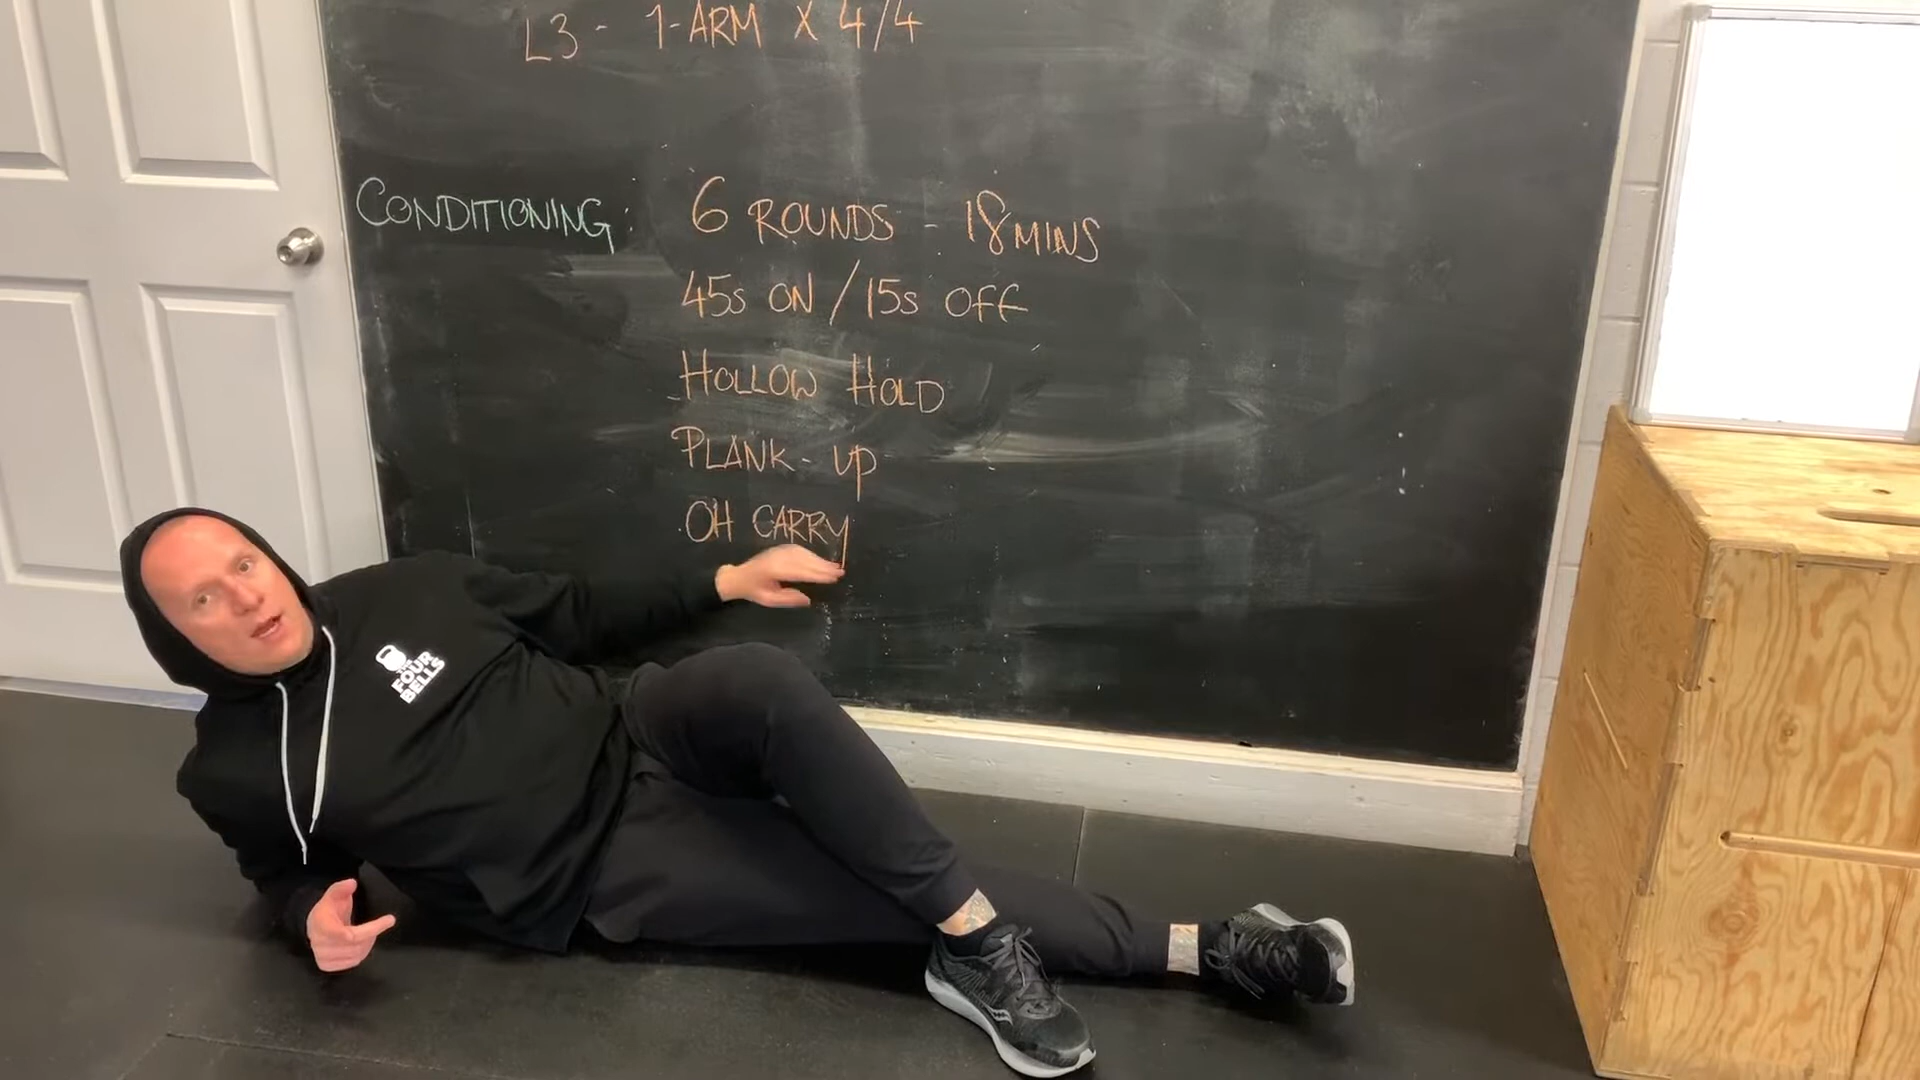 L3 - 1-ARM X 4/4
CONDITIONING: 6 ROUNDS - 18 MINS
45s ON / 15s OFF
HOLLOW HOLD
PLANK-UP
OH CARRY
FOUR
BELLS